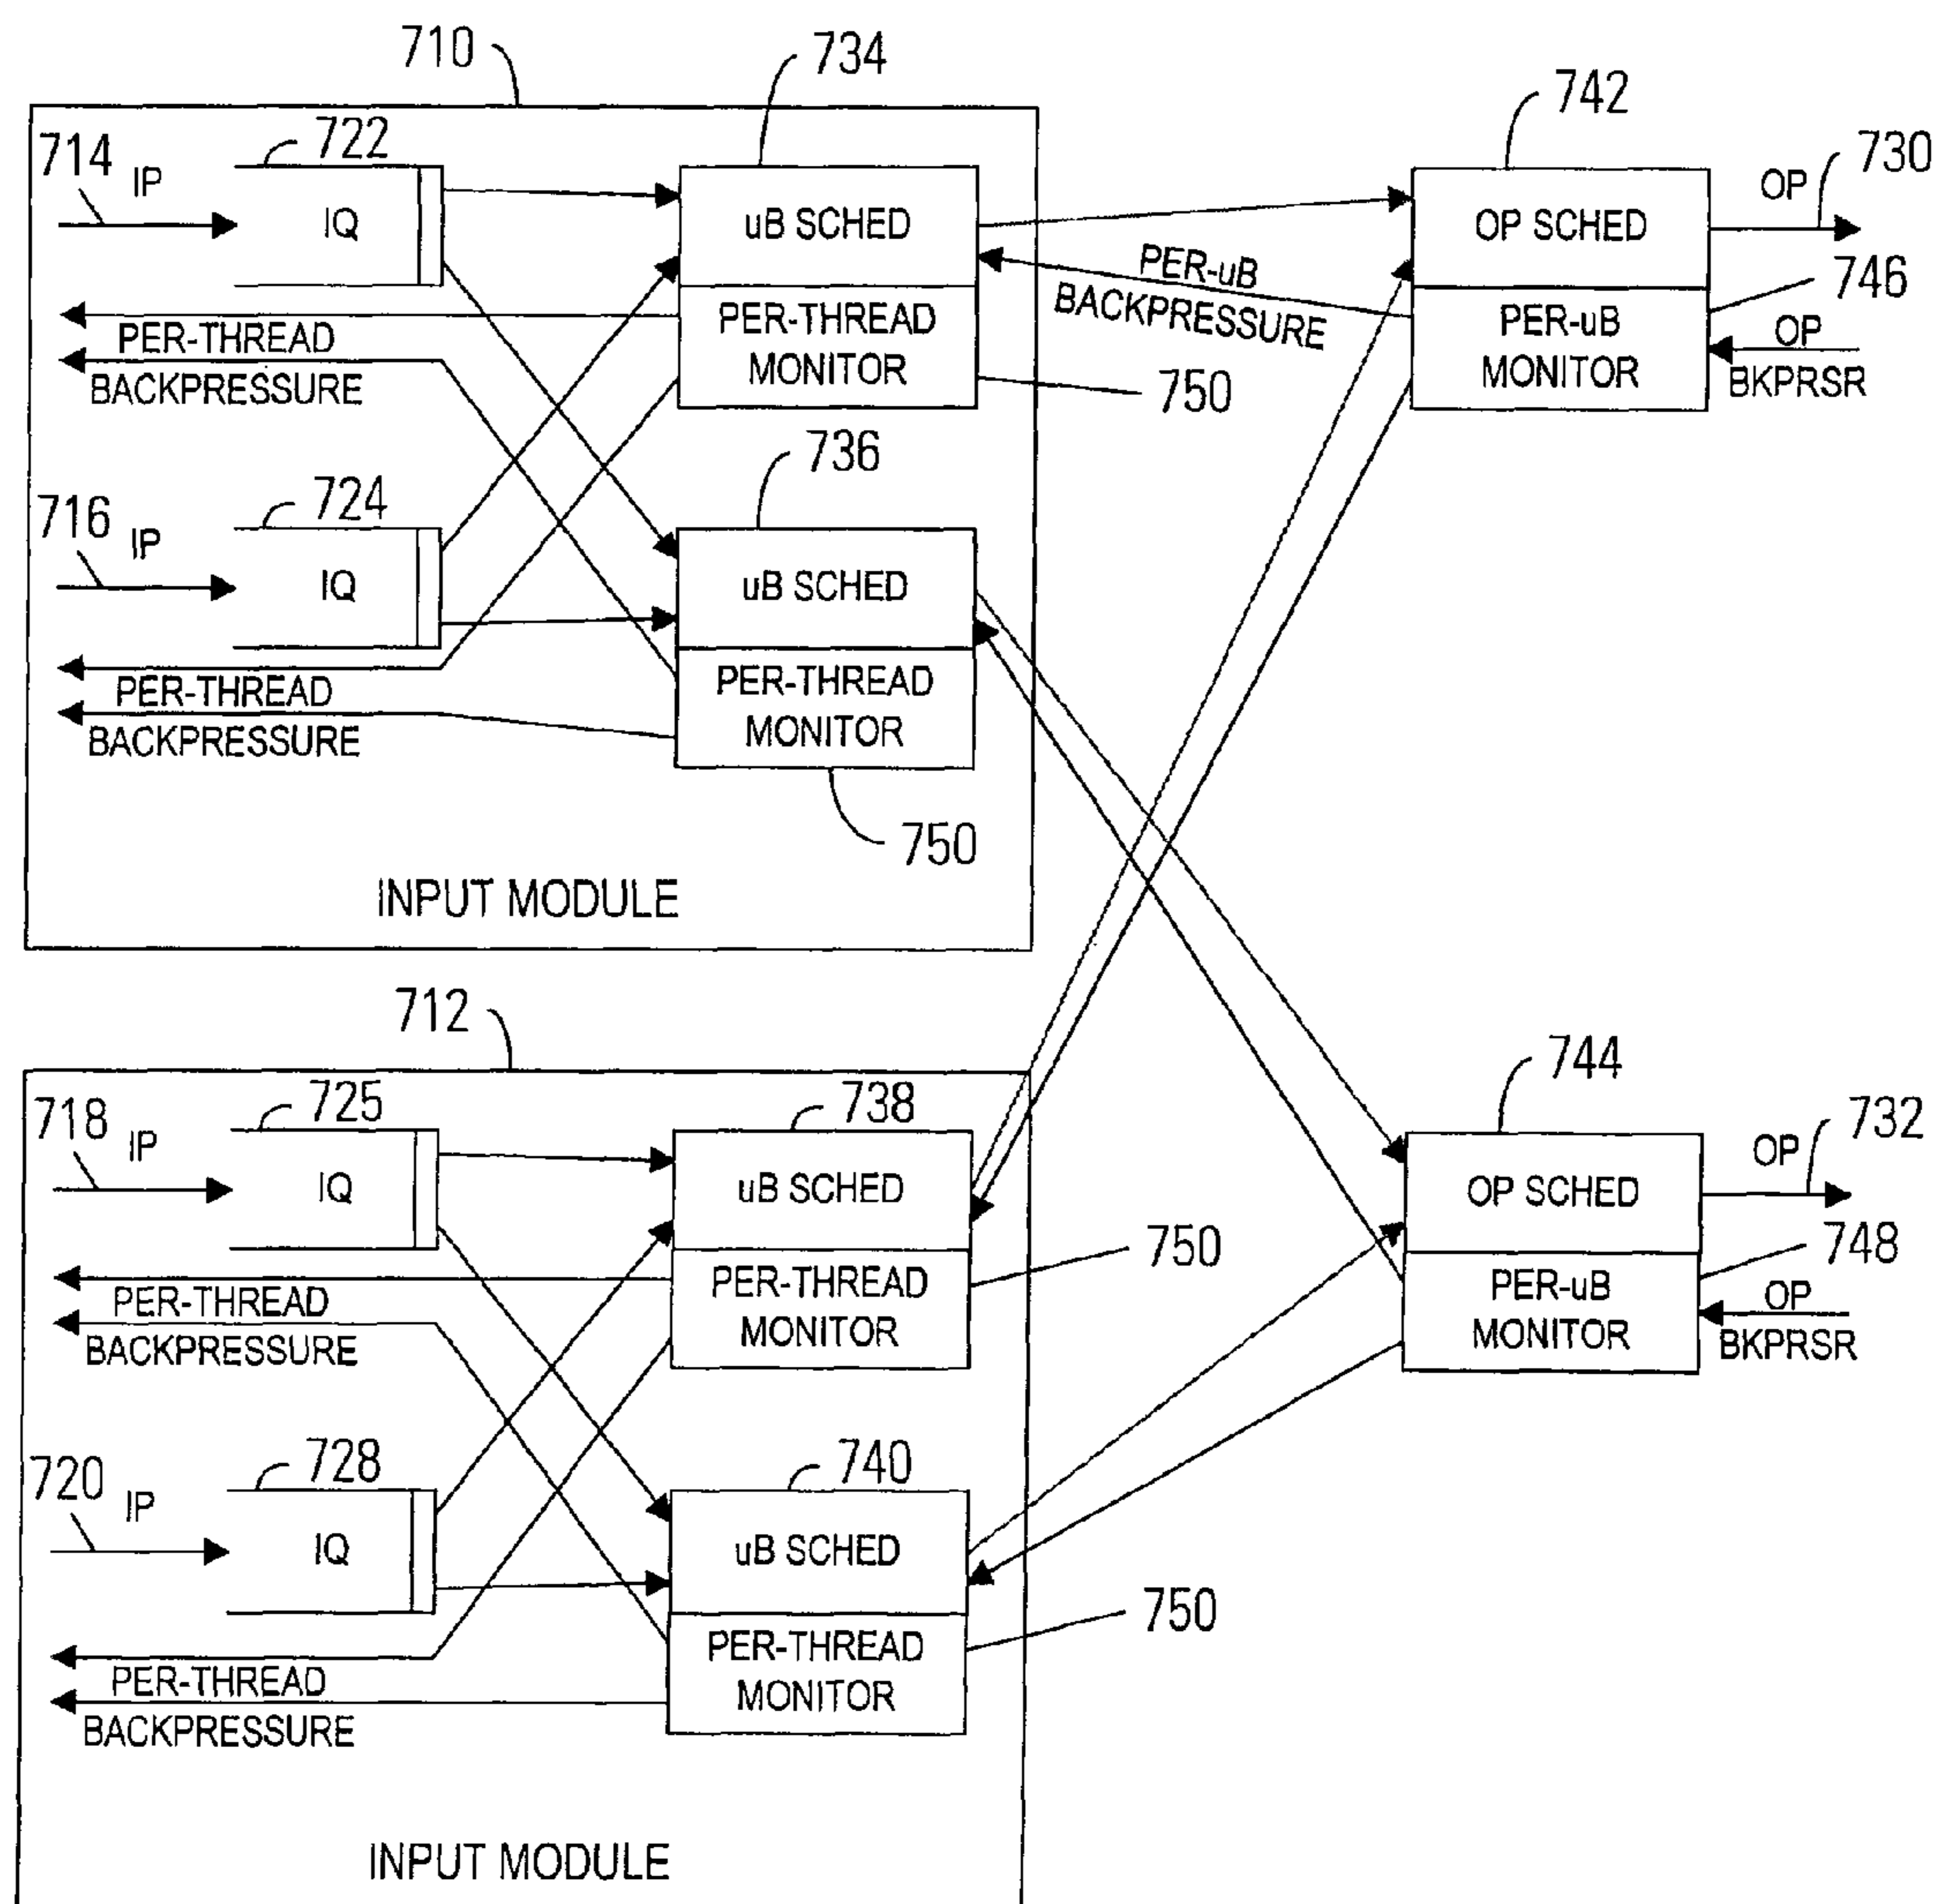 710
734
742
714
IP
722
IQ
uB SCHED
OP SCHED
OP
730
PER-uB
BACKPRESSURE
746
PER-THREAD
BACKPRESSURE
PER-THREAD
MONITOR
PER-uB
MONITOR
OP
BKPRSR
750
736
716
IP
724
IQ
uB SCHED
PER-THREAD
BACKPRESSURE
PER-THREAD
MONITOR
750
INPUT MODULE
712
744
718
IP
725
IQ
738
uB SCHED
OP SCHED
OP
732
750
748
PER-THREAD
BACKPRESSURE
PER-THREAD
MONITOR
PER-uB
MONITOR
OP
BKPRSR
720
IP
728
IQ
740
uB SCHED
750
PER-THREAD
BACKPRESSURE
PER-THREAD
MONITOR
INPUT MODULE